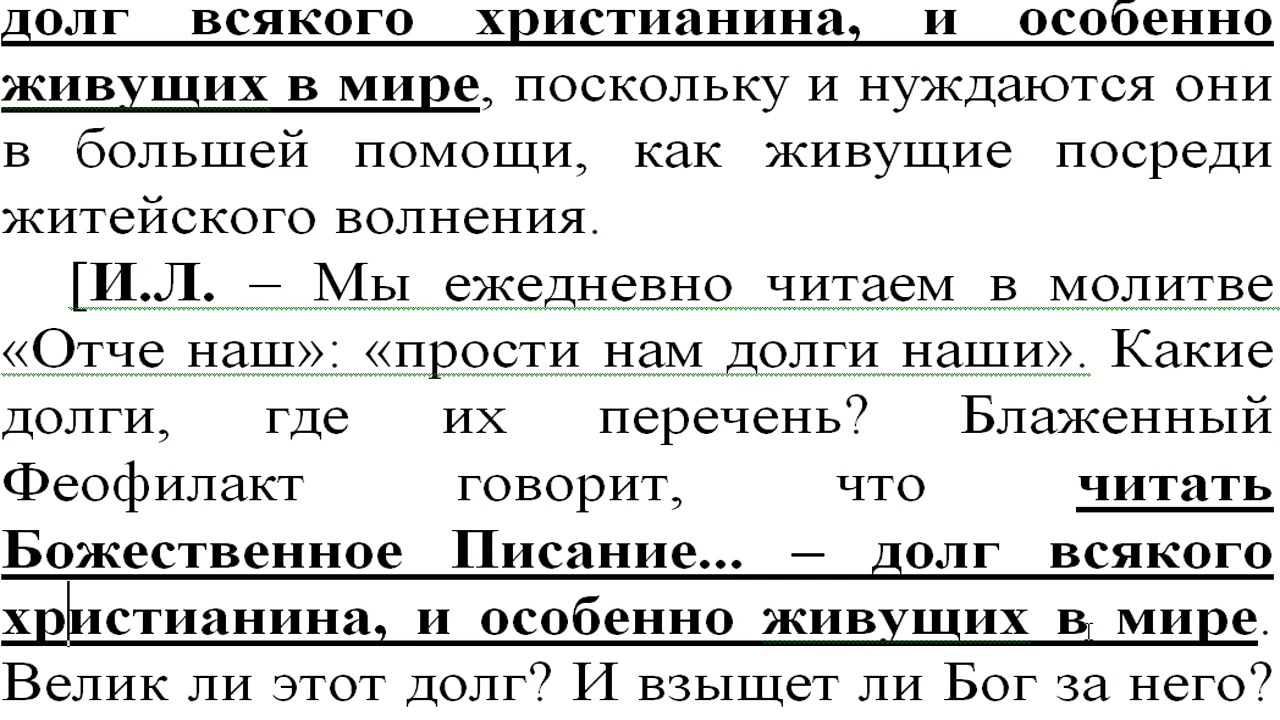 долг всякого христианина, и особенно
живущих в мире, поскольку и нуждаются они
в большей помощи, как живущие посреди
житейского волнения.
[И.Л. – Мы ежедневно читаем в молитве
«Отче наш»: «прости нам долги наши». Какие
долги, где их перечень? Блаженный
Феофилакт говорит, что читать
Божественное Писание... – долг всякого
христианина, и особенно живущих в мире.
Велик ли этот долг? И взыщет ли Бог за него?